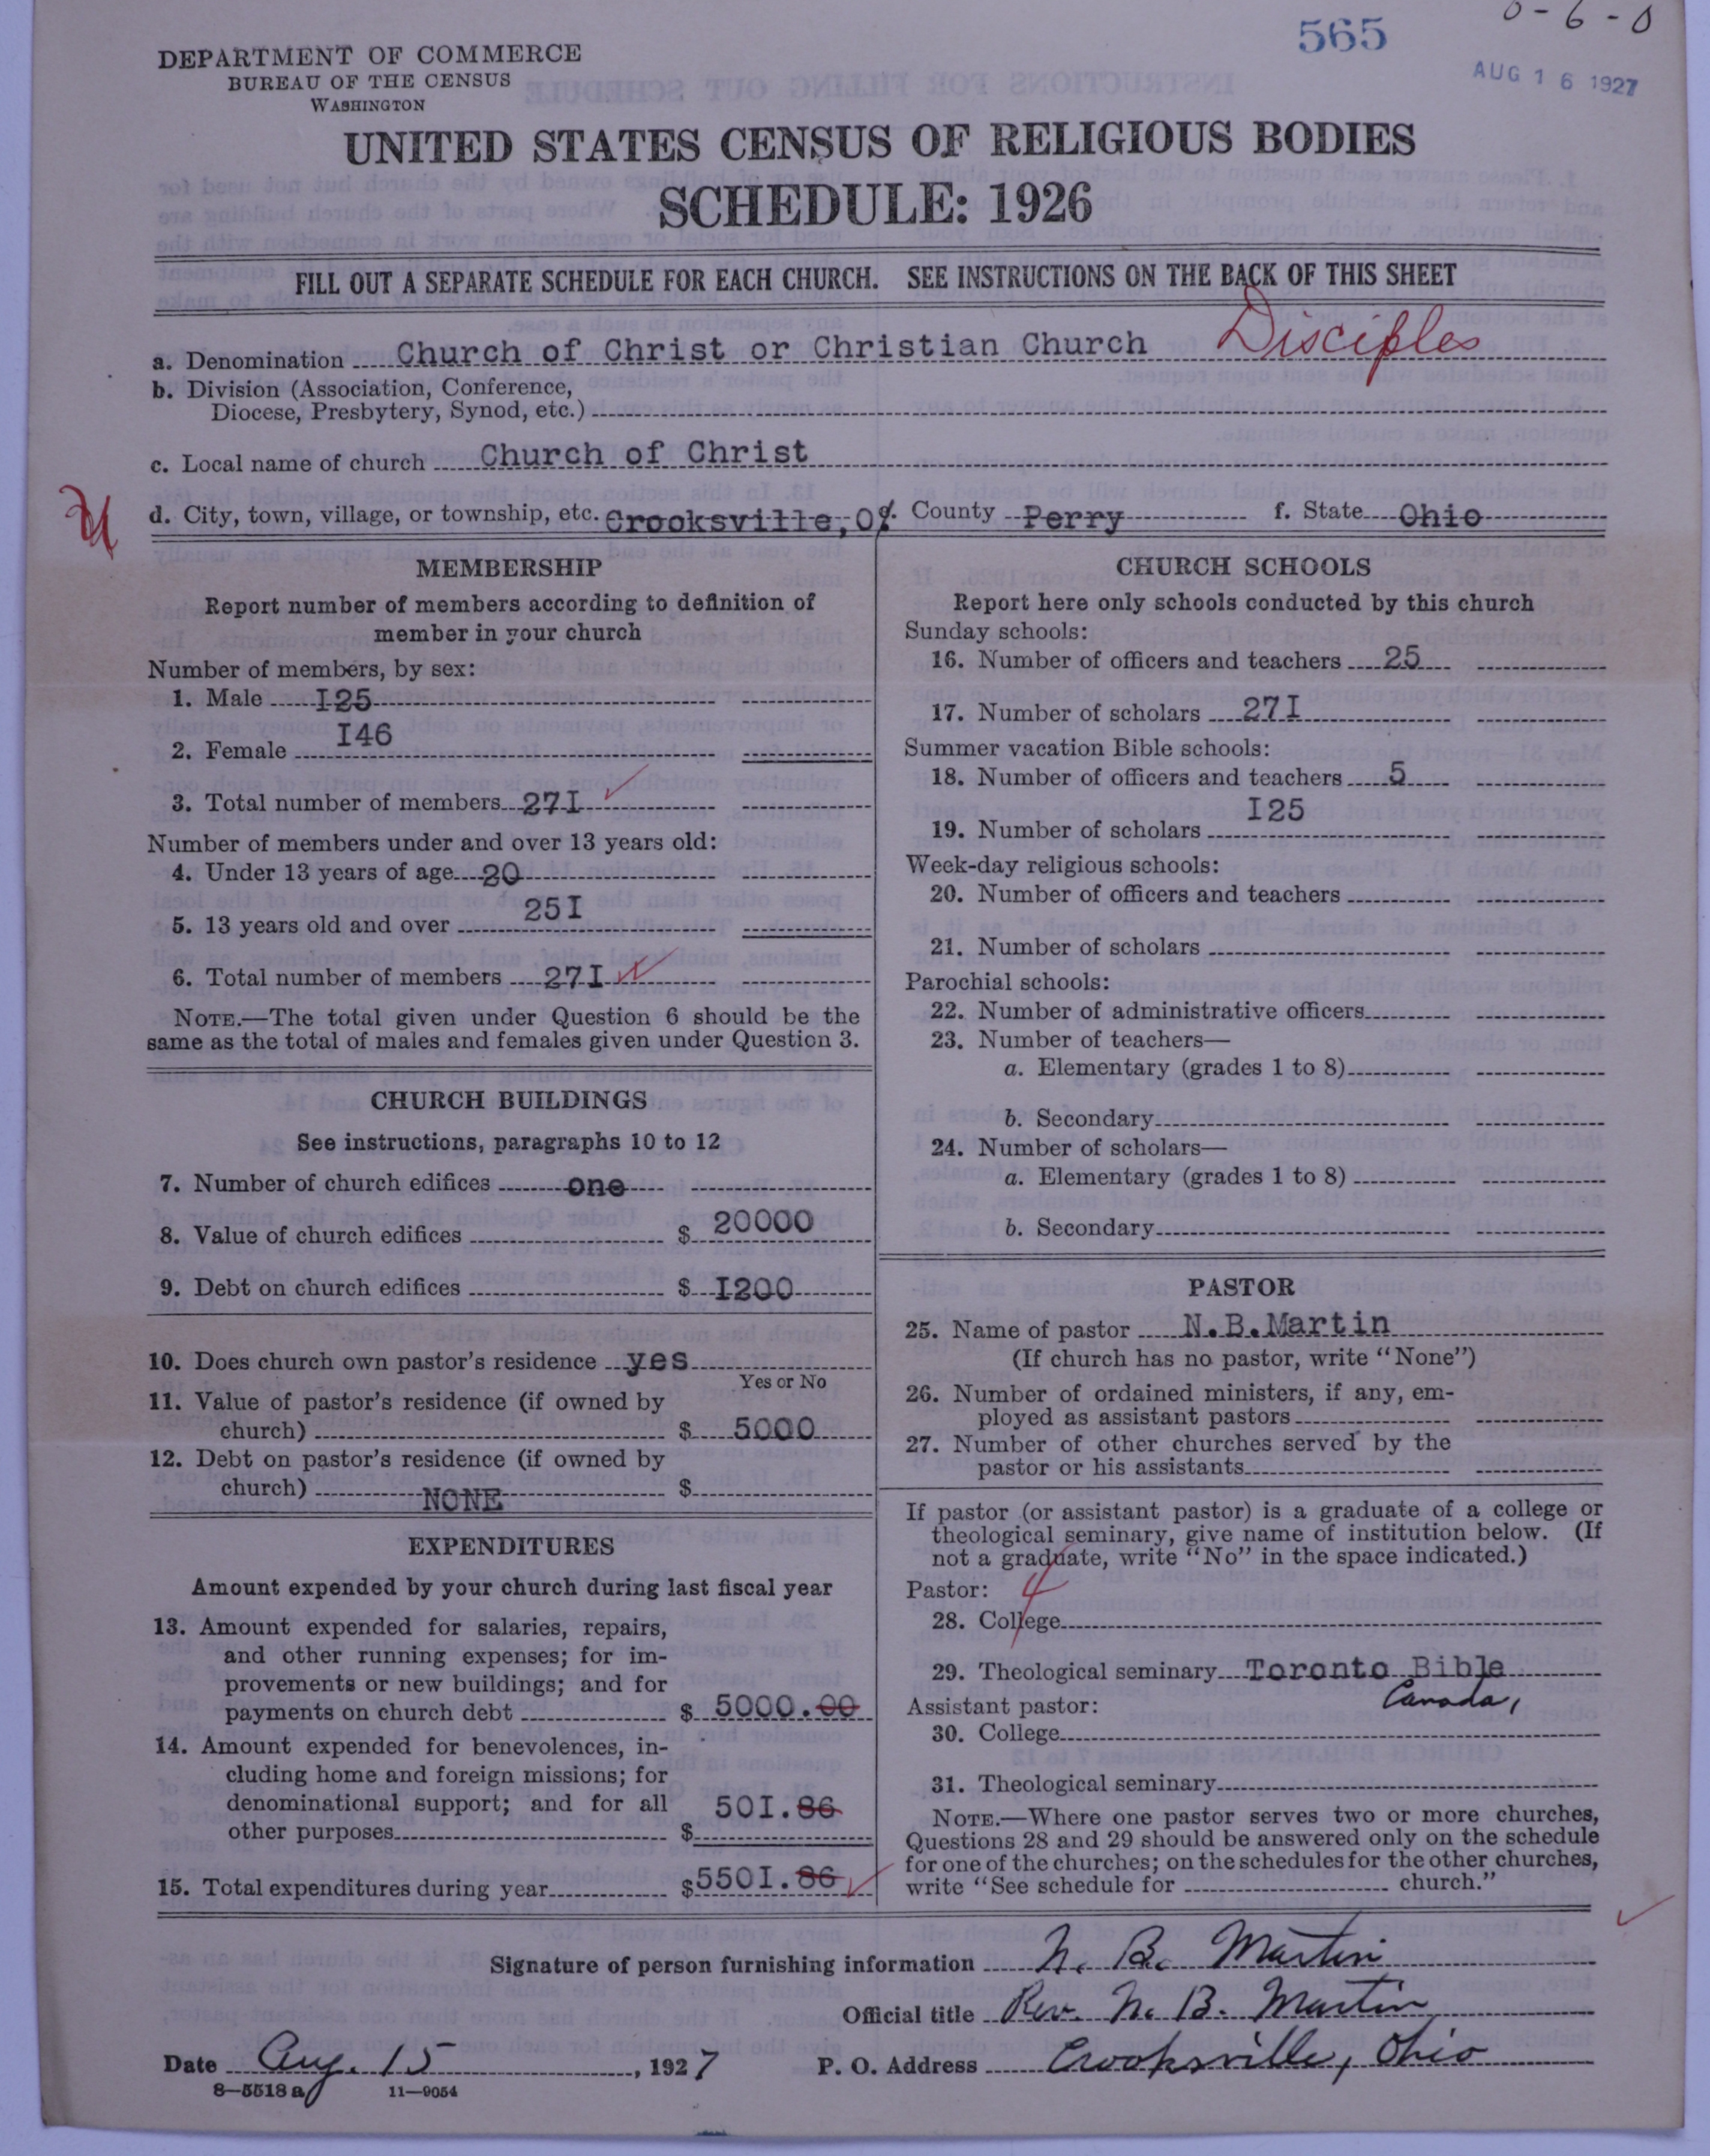 565
0-6-0
AUG 16 1927
DEPARTMENT OF COMMERCE
BUREAU OF THE CENSUS
WASHINGTON
UNITED STATES CENSUS OF RELIGIOUS BODIES
SCHEDULE: 1926
FILL OUT A SEPARATE SCHEDULE FOR EACH CHURCH. SEE INSTRUCTIONS ON THE BACK OF THIS SHEET
a. Denomination Church of Christ or Christian Church Disciples
b. Division (Association, Conference,
Diocese, Presbytery, Synod, etc.)
c. Local name of church Church of Christ
d. City, town, village, or township, etc. Crooksville, O. County Perry f. State Ohio
MEMBERSHIP
Report number of members according to definition of
member in your church
Number of members, by sex:
1. Male I25
2. Female I46
3. Total number of members 27I
Number of members under and over 13 years old:
4. Under 13 years of age 20
5. 13 years old and over 25I
6. Total number of members 27I
NOTE.—The total given under Question 6 should be the
same as the total of males and females given under Question 3.
CHURCH BUILDINGS
See instructions, paragraphs 10 to 12
7. Number of church edifices one
8. Value of church edifices $ 20000
9. Debt on church edifices $ I200
10. Does church own pastor's residence yes
Yes or No
11. Value of pastor's residence (if owned by
church) $ 5000
12. Debt on pastor's residence (if owned by
church) NONE $
EXPENDITURES
Amount expended by your church during last fiscal year
13. Amount expended for salaries, repairs,
and other running expenses; for im-
provements or new buildings; and for
payments on church debt $ 5000.00
14. Amount expended for benevolences, in-
cluding home and foreign missions; for
denominational support; and for all
other purposes $ 50I.86
15. Total expenditures during year $ 550I.86
CHURCH SCHOOLS
Report here only schools conducted by this church
Sunday schools:
16. Number of officers and teachers 25
17. Number of scholars 27I
Summer vacation Bible schools:
18. Number of officers and teachers 5
19. Number of scholars I25
Week-day religious schools:
20. Number of officers and teachers
21. Number of scholars
Parochial schools:
22. Number of administrative officers
23. Number of teachers—
a. Elementary (grades 1 to 8)
b. Secondary
24. Number of scholars—
a. Elementary (grades 1 to 8)
b. Secondary
PASTOR
25. Name of pastor N.B.Martin
(If church has no pastor, write "None")
26. Number of ordained ministers, if any, em-
ployed as assistant pastors
27. Number of other churches served by the
pastor or his assistants
If pastor (or assistant pastor) is a graduate of a college or
theological seminary, give name of institution below. (If
not a graduate, write "No" in the space indicated.)
Pastor: 4
28. College
29. Theological seminary Toronto Bible
Canada,
Assistant pastor:
30. College
31. Theological seminary
NOTE.—Where one pastor serves two or more churches,
Questions 28 and 29 should be answered only on the schedule
for one of the churches; on the schedules for the other churches,
write "See schedule for church."
Signature of person furnishing information N. B. Martin
Official title Rev. N. B. Martin
Date Aug. 15, 1927 P. O. Address Crooksville, Ohio
8—5518 a 11—9054